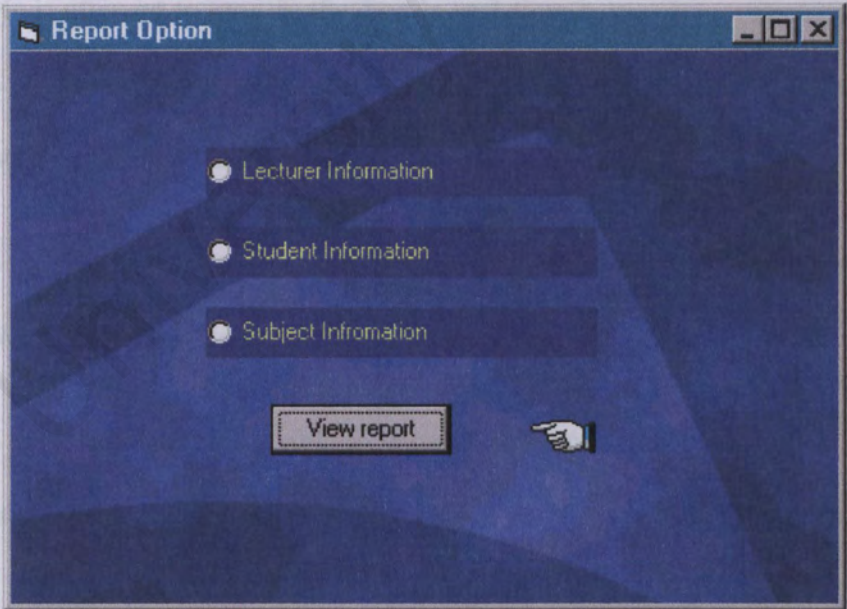 Report Option
Lecturer Information
Student Information
Subject Infromation
View report